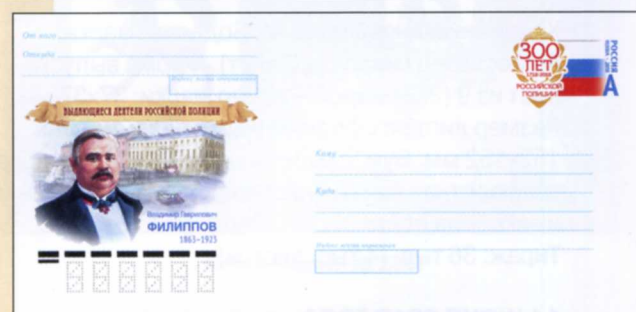 От кого
Откуда
Индекс места отправления
ВЫДАЮЩИЕСЯ ДЕЯТЕЛИ РОССИЙСКОЙ ПОЛИЦИИ
Владимир Гаврилович
ФИЛИППОВ
1863–1923
300
ЛЕТ
РОССИЙСКОЙ
ПОЛИЦИИ
РОССИЯ
А
Кому
Куда
Индекс места назначения